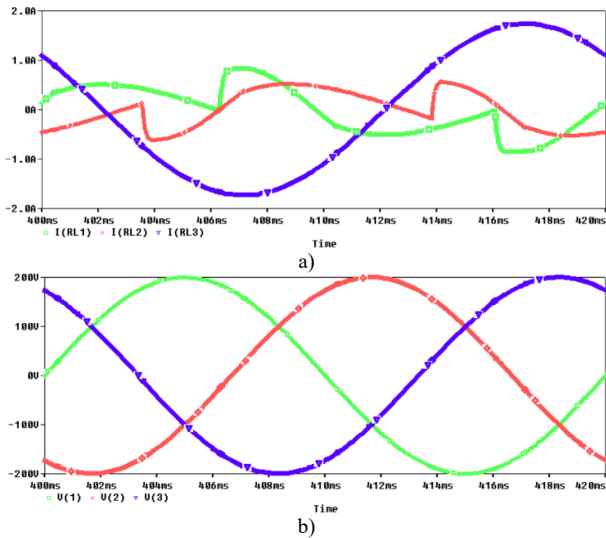 2.0A
1.0A
0A
-1.0A
-2.0A
400ms 402ms 404ms 406ms 408ms 410ms 412ms 414ms 416ms 418ms 420ms
I(RL1) I(RL2) I(RL3)
Time
a)
200V
100V
0V
-100V
-200V
400ms 402ms 404ms 406ms 408ms 410ms 412ms 414ms 416ms 418ms 420ms
V(1) V(2) V(3)
Time
b)